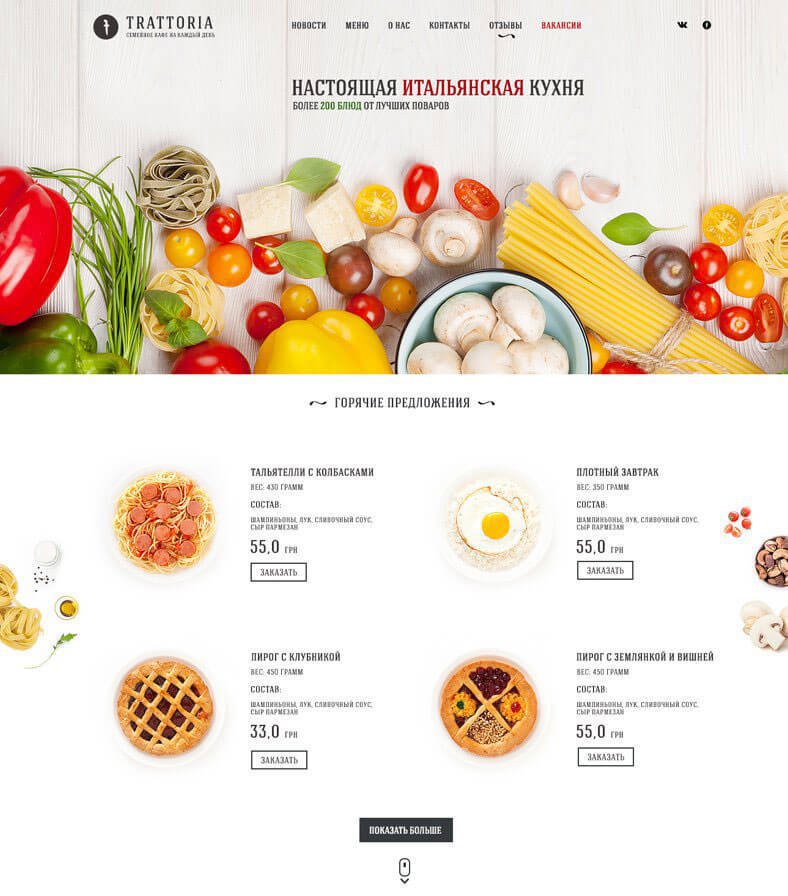 TRATTORIA
СЕМЕЙНОЕ КАФЕ НА КАЖДЫЙ ДЕНЬ
НОВОСТИ МЕНЮ О НАС КОНТАКТЫ ОТЗЫВЫ ВАКАНСИИ
НАСТОЯЩАЯ ИТАЛЬЯНСКАЯ КУХНЯ
БОЛЕЕ 200 БЛЮД ОТ ЛУЧШИХ ПОВАРОВ
ГОРЯЧИЕ ПРЕДЛОЖЕНИЯ
ТАЛЬЯТЕЛЛИ С КОЛБАСКАМИ
ВЕС: 430 ГРАММ
СОСТАВ:
ШАМПИНЬОНЫ, ЛУК, СЛИВОЧНЫЙ СОУС,
СЫР ПАРМЕЗАН
55,0 ГРН
ЗАКАЗАТЬ
ПЛОТНЫЙ ЗАВТРАК
ВЕС: 350 ГРАММ
СОСТАВ:
ШАМПИНЬОНЫ, ЛУК, СЛИВОЧНЫЙ СОУС,
СЫР ПАРМЕЗАН
55,0 ГРН
ЗАКАЗАТЬ
ПИРОГ С КЛУБНИКОЙ
ВЕС: 450 ГРАММ
СОСТАВ:
ШАМПИНЬОНЫ, ЛУК, СЛИВОЧНЫЙ СОУС,
СЫР ПАРМЕЗАН
33,0 ГРН
ЗАКАЗАТЬ
ПИРОГ С ЗЕМЛЯНКОЙ И ВИШНЕЙ
ВЕС: 450 ГРАММ
СОСТАВ:
ШАМПИНЬОНЫ, ЛУК, СЛИВОЧНЫЙ СОУС,
СЫР ПАРМЕЗАН
55,0 ГРН
ЗАКАЗАТЬ
ПОКАЗАТЬ БОЛЬШЕ